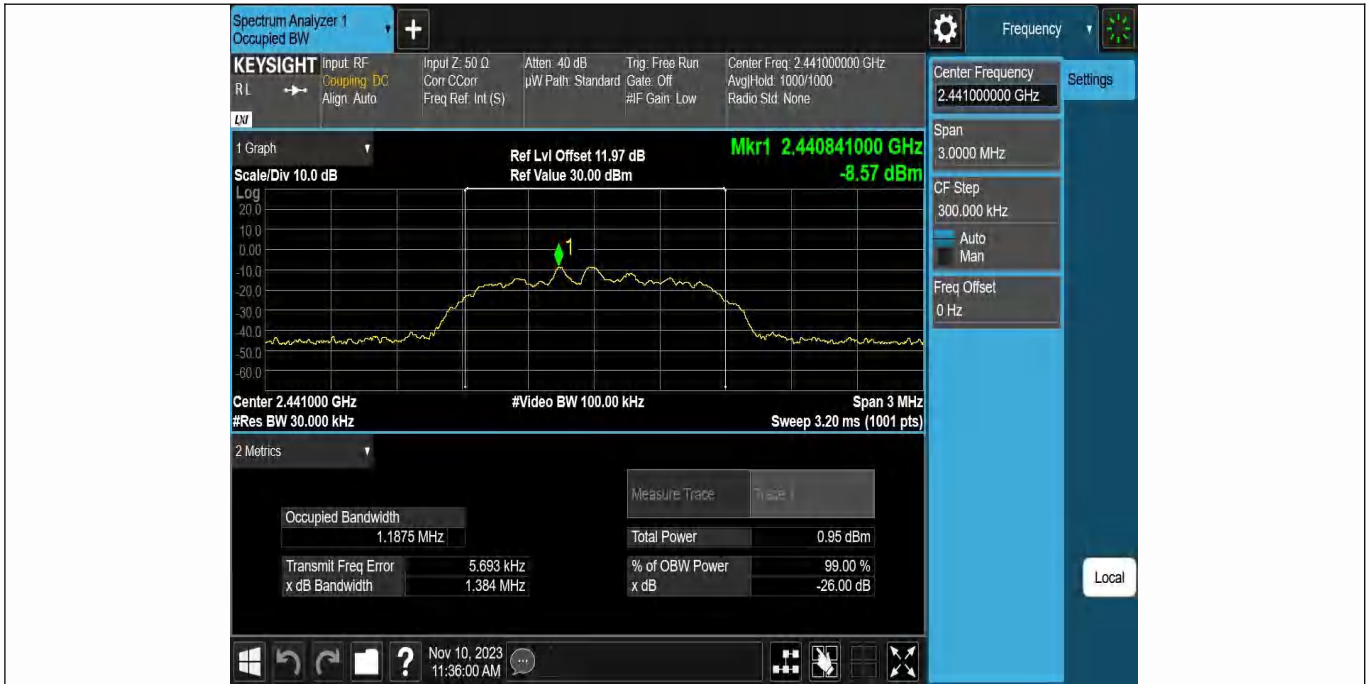 Spectrum Analyzer 1
Occupied BW
+
Frequency
KEYSIGHT
R L
LXI
Input: RF
Coupling: DC
Align: Auto
Input Z: 50 Ω
Corr CCorr
Freq Ref: Int (S)
Atten: 40 dB
µW Path: Standard
Trig: Free Run
Gate: Off
#IF Gain: Low
Center Freq: 2.441000000 GHz
Avg|Hold: 1000/1000
Radio Std: None
Center Frequency
2.441000000 GHz
Settings
Span
3.0000 MHz
CF Step
300.000 kHz
Auto
Man
Freq Offset
0 Hz
Local
1 Graph
Scale/Div 10.0 dB
Ref Lvl Offset 11.97 dB
Ref Value 30.00 dBm
Mkr1 2.440841000 GHz
-8.57 dBm
Log
20.0
10.0
0.00
-10.0
-20.0
-30.0
-40.0
-50.0
-60.0
1
Center 2.441000 GHz
#Video BW 100.00 kHz
Span 3 MHz
#Res BW 30.000 kHz
Sweep 3.20 ms (1001 pts)
2 Metrics
Measure Trace
Trace 1
Occupied Bandwidth
1.1875 MHz
Total Power 0.95 dBm
Transmit Freq Error 5.693 kHz
% of OBW Power 99.00 %
x dB Bandwidth 1.384 MHz
x dB -26.00 dB
?
Nov 10, 2023
11:36:00 AM